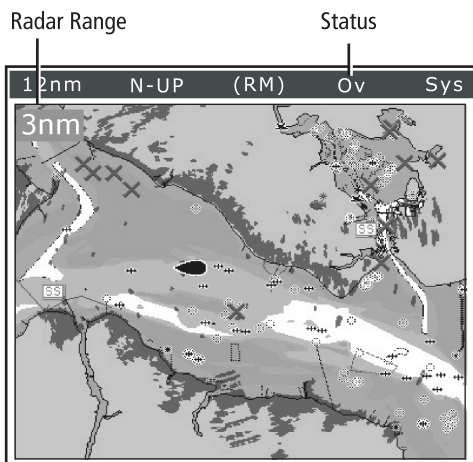 Radar Range Status
12nm N-UP (RM) Ov Sys
3nm
SS
SS